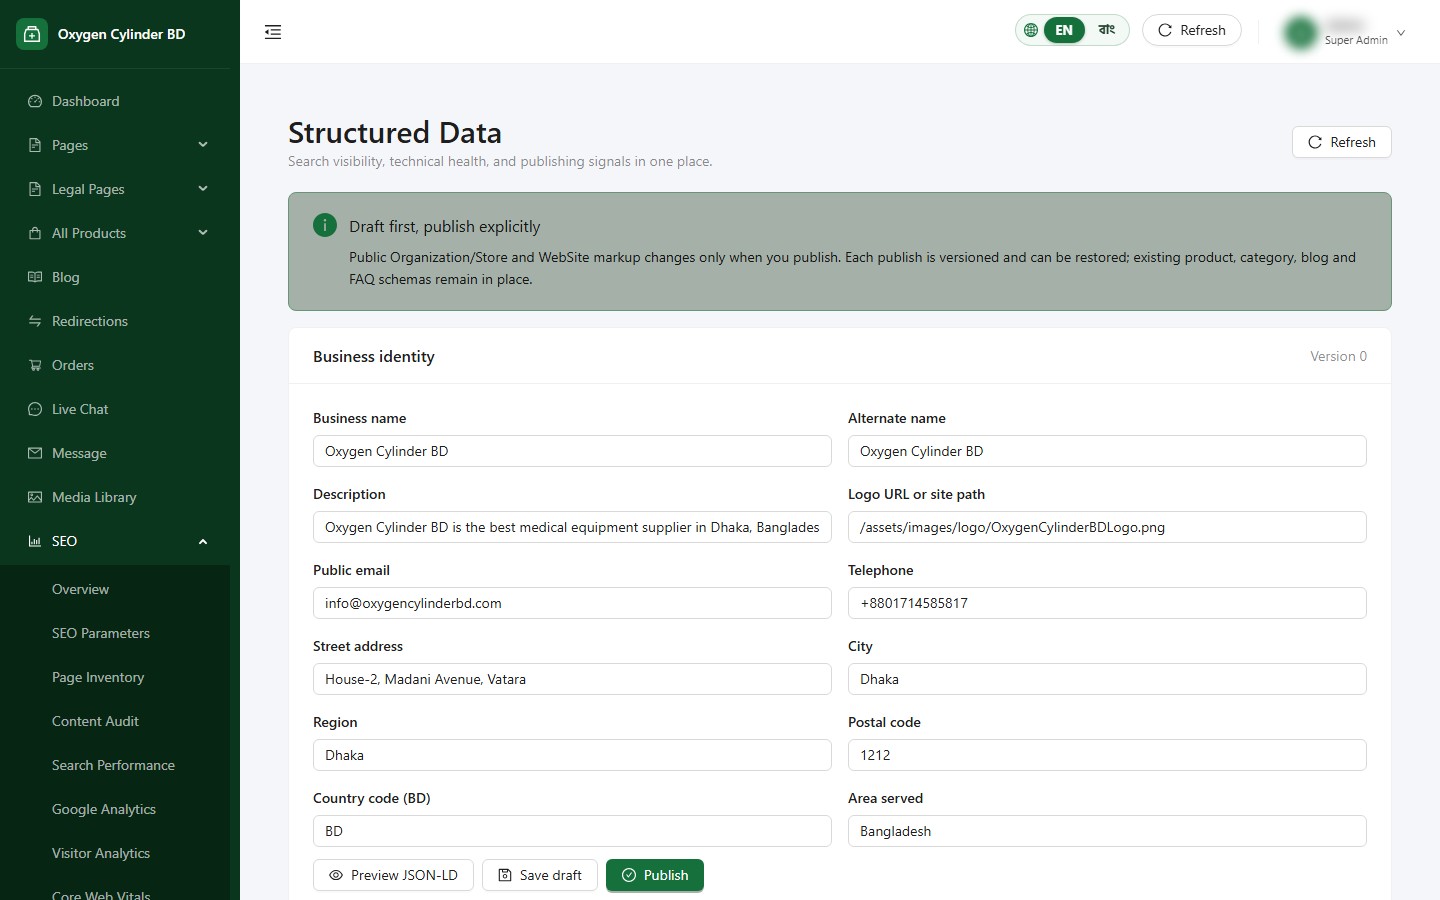 Oxygen Cylinder BD
EN
বাং
Refresh
Super Admin
Dashboard
Pages
Legal Pages
All Products
Blog
Redirections
Orders
Live Chat
Message
Media Library
SEO
Overview
SEO Parameters
Page Inventory
Content Audit
Search Performance
Google Analytics
Visitor Analytics
Core Web Vitals
Structured Data
Search visibility, technical health, and publishing signals in one place.
Refresh
Draft first, publish explicitly
Public Organization/Store and WebSite markup changes only when you publish. Each publish is versioned and can be restored; existing product, category, blog and
FAQ schemas remain in place.
Business identity
Version 0
Business name
Alternate name
Oxygen Cylinder BD
Oxygen Cylinder BD
Description
Logo URL or site path
Oxygen Cylinder BD is the best medical equipment supplier in Dhaka, Banglades
/assets/images/logo/OxygenCylinderBDLogo.png
Public email
Telephone
info@oxygencylinderbd.com
+8801714585817
Street address
City
House-2, Madani Avenue, Vatara
Dhaka
Region
Postal code
Dhaka
1212
Country code (BD)
Area served
BD
Bangladesh
Preview JSON-LD
Save draft
Publish